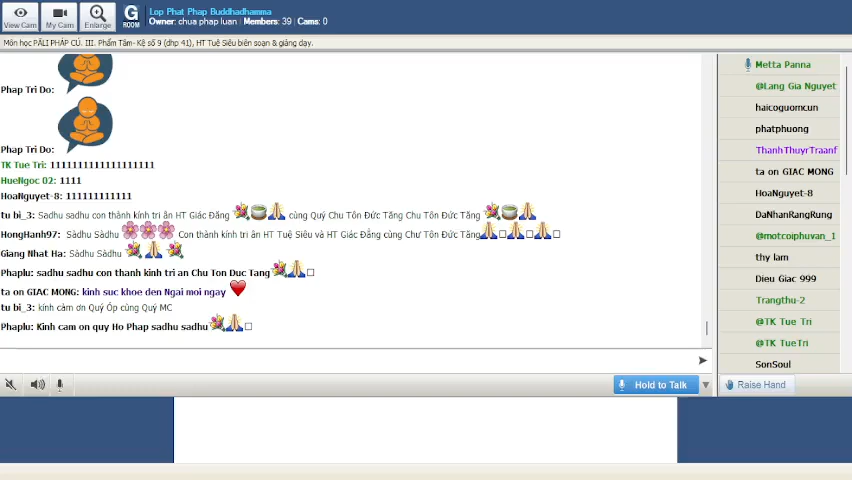 View Cam
My Cam
Enlarge
G
ROOM
Lop Phat Phap Buddhadhamma
Owner: chua phap luan Members: 39 Cams: 0
Môn học PÀLI PHÁP CÚ. III. Phẩm Tâm-Kệ số 9 (dhp 41), HT Tuệ Siêu biên soạn & giảng dạy.
Phap Tri Do:
Phap Tri Do:
TK Tue Tri: 1111111111111111111
HueNgoc 02: 1111
HoaNguyet-8: 111111111111
tu bi_3: Sadhu sadhu con thành kính tri ân HT Giác Đăng 💐🍵🙏 cùng Quý Chư Tôn Đức Tăng Chư Tôn Đức Tăng 💐🍵🙏
HongHanh97: Sàdhu Sàdhu 🌸🌸🌸 Con thành kính tri ân HT Tuệ Siêu và HT Giác Đẳng cùng Chư Tôn Đức Tăng🙏□🙏□🙏□
Giang Nhat Ha: Sàdhu Sàdhu 💐🙏💐
Phaplu: sadhu sadhu con thanh kinh tri an Chu Ton Duc Tang💐🙏□
ta on GIAC MONG: kinh suc khoe den Ngai moi ngay ❤
tu bi_3: kính cảm ơn Quý Ốp cùng Quý MC
Phaplu: Kinh cam on quy Ho Phap sadhu sadhu💐🙏□
Hold to Talk
Metta Panna
@Lang Gia Nguyet
haicoguomcun
phatphuong
ThanhThuyrTraanf
ta on GIAC MONG
HoaNguyet-8
DaNhanRangRung
@motcoiphuvan_1
thy lam
Dieu Giac 999
Trangthu-2
@TK Tue Tri
@TK TueTri
SonSoul
Raise Hand